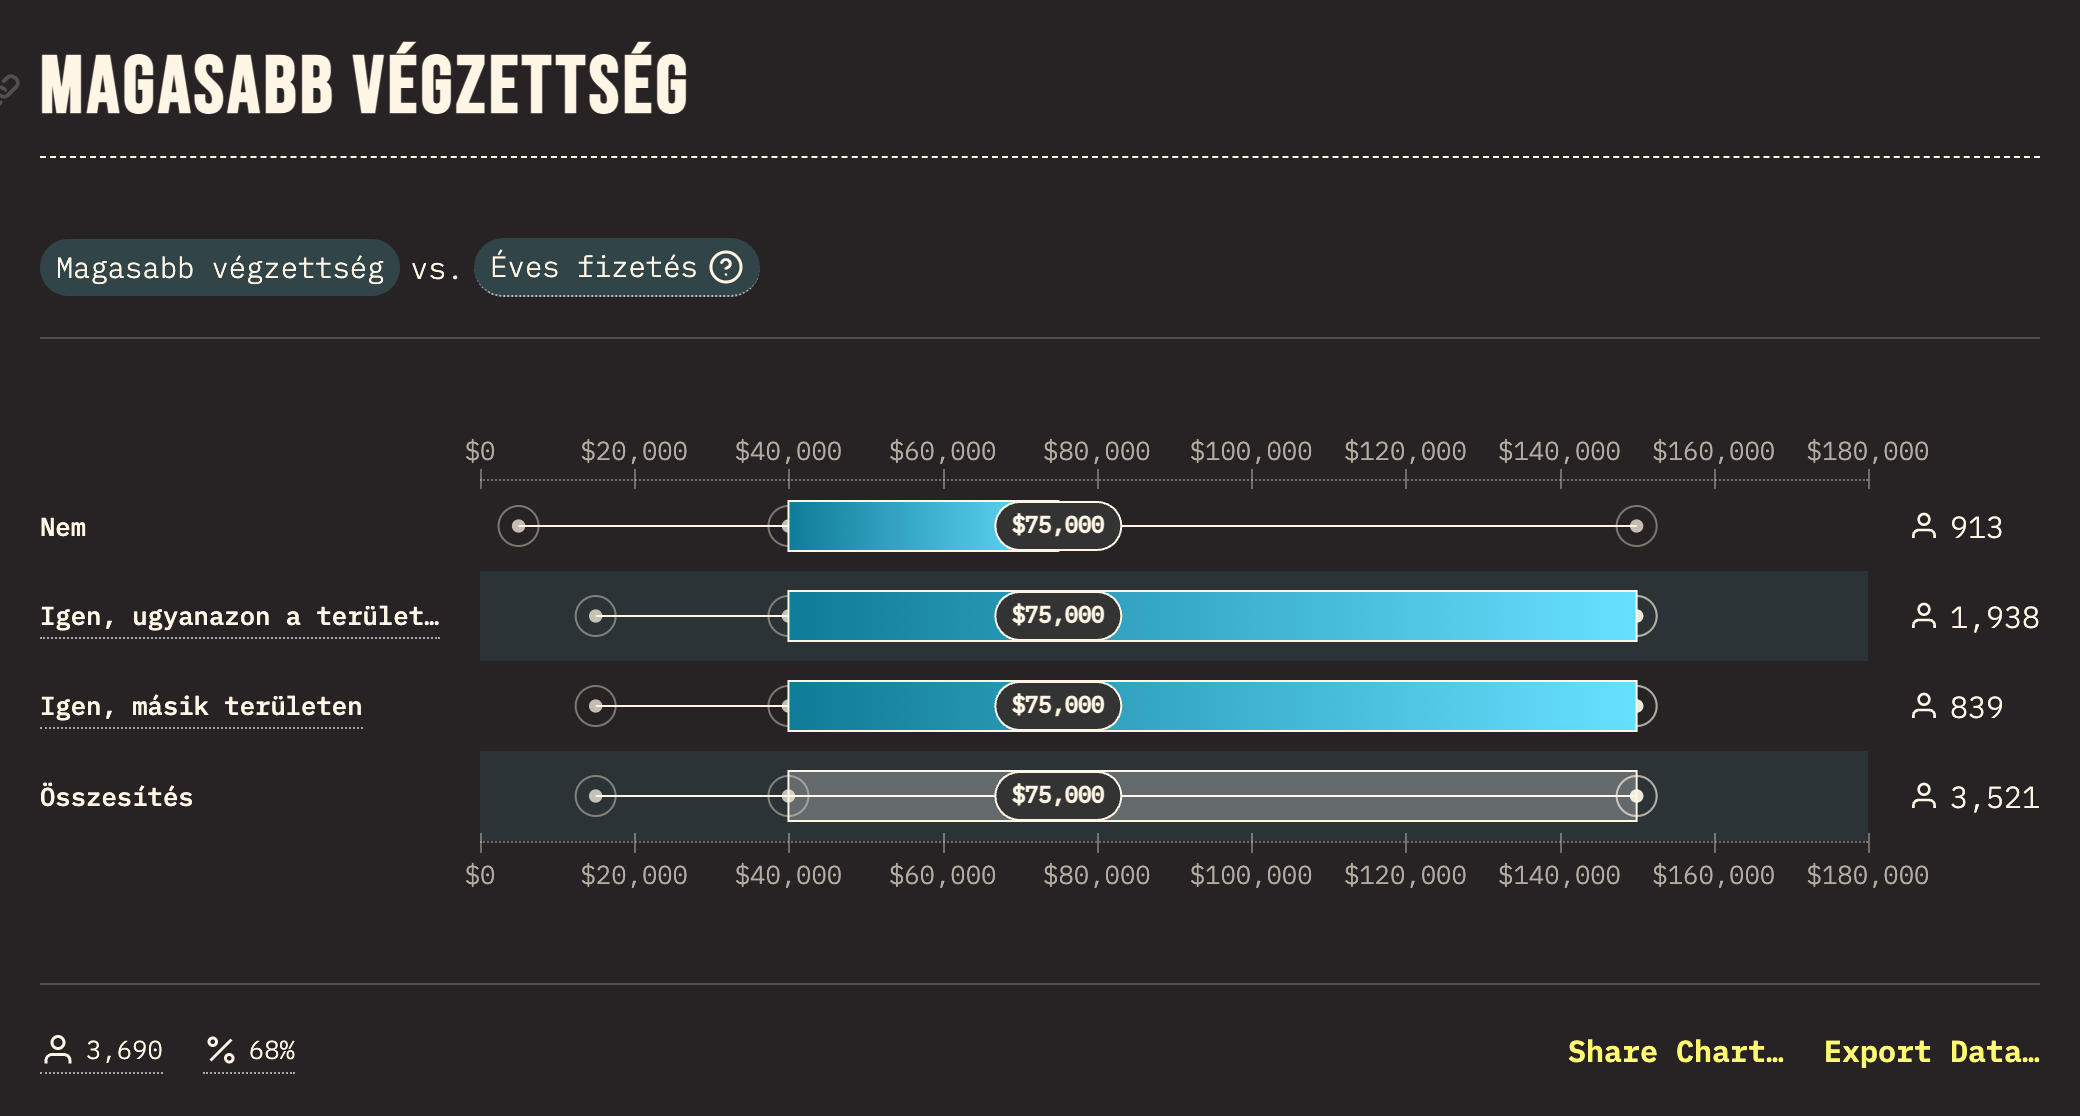 MAGASABB VÉGZETTSÉG
Magasabb végzettség vs. Éves fizetés
$0 $20,000 $40,000 $60,000 $80,000 $100,000 $120,000 $140,000 $160,000 $180,000
Nem $75,000 913
Igen, ugyanazon a terület… $75,000 1,938
Igen, másik területen $75,000 839
Összesítés $75,000 3,521
$0 $20,000 $40,000 $60,000 $80,000 $100,000 $120,000 $140,000 $160,000 $180,000
3,690 68% Share Chart… Export Data…